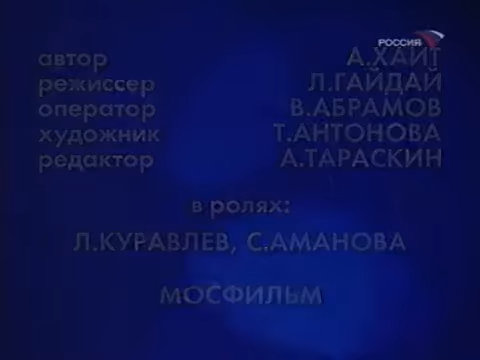 РОССИЯ
автор А.ХАЙТ
режиссер Л.ГАЙДАЙ
оператор В.АБРАМОВ
художник Т.АНТОНОВА
редактор А.ТАРАСКИН
в ролях:
Л.КУРАВЛЕВ, С.АМАНОВА
МОСФИЛЬМ